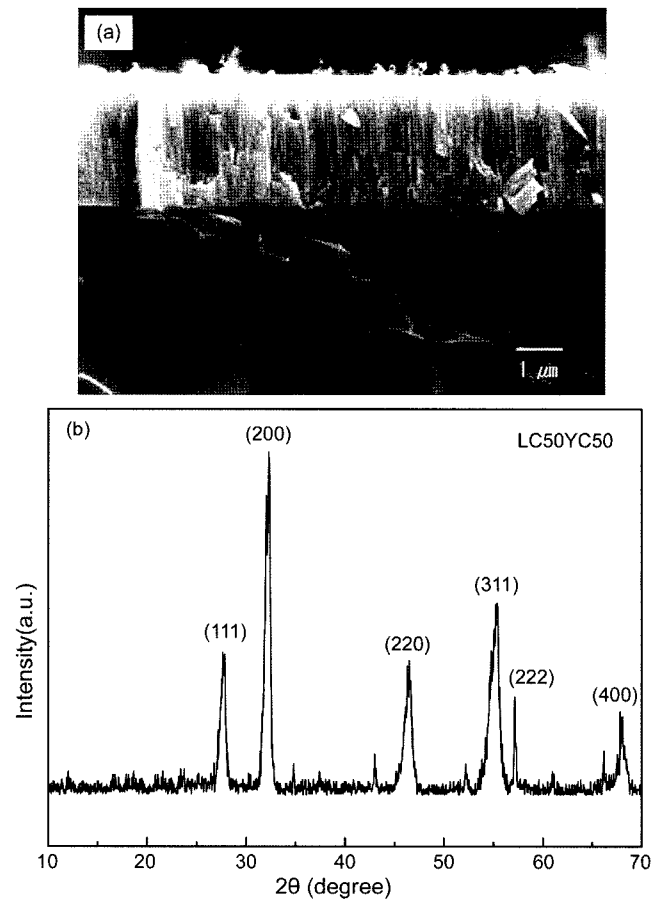 (a)
1 μm
(b)
(200)
LC50YC50
(311)
(111)
(220)
(222)
(400)
Intensity(a.u.)
10 20 30 40 50 60 70
2θ (degree)